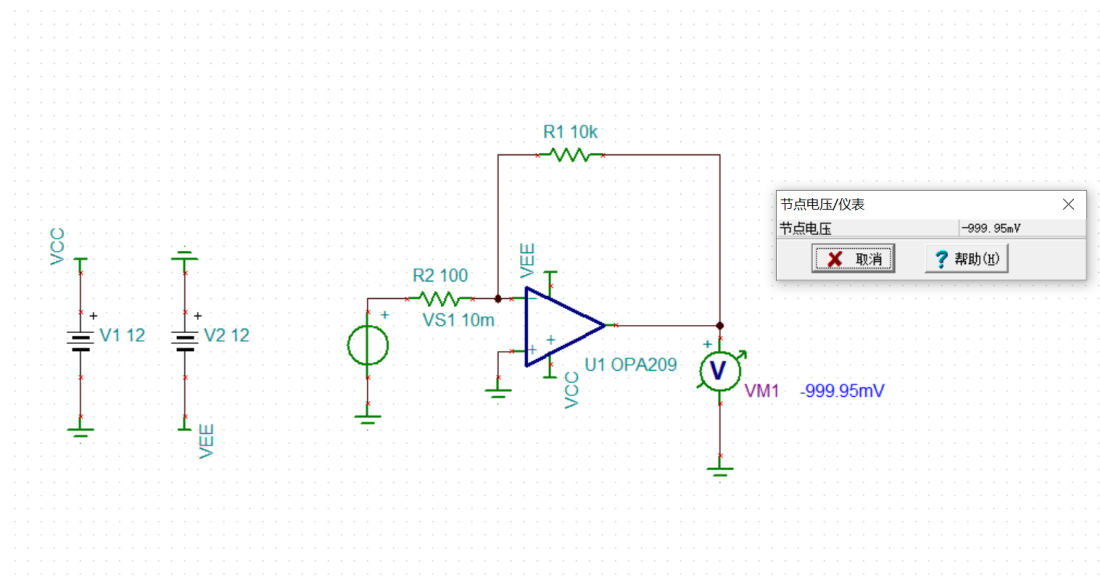 R1 10k
节点电压/仪表
节点电压 -999.95mV
取消 ? 帮助(H)
VCC
VEE
R2 100
VS1 10m
+
V1 12
+
V2 12
+
-
+
+
U1 OPA209
VCC
+
V
VM1 -999.95mV
VEE